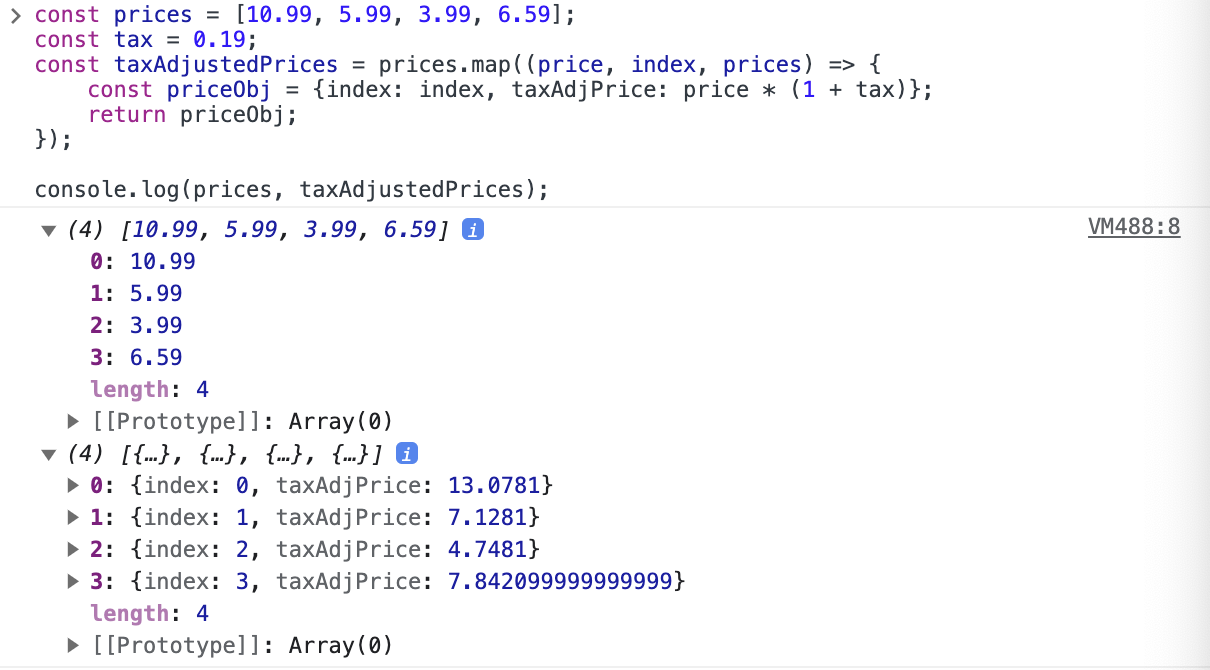 > const prices = [10.99, 5.99, 3.99, 6.59];
const tax = 0.19;
const taxAdjustedPrices = prices.map((price, index, prices) => {
    const priceObj = {index: index, taxAdjPrice: price * (1 + tax)};
    return priceObj;
});
console.log(prices, taxAdjustedPrices);
▼ (4) [10.99, 5.99, 3.99, 6.59] i VM488:8
0: 10.99
1: 5.99
2: 3.99
3: 6.59
length: 4
▶ [[Prototype]]: Array(0)
▼ (4) [{…}, {…}, {…}, {…}] i
▶ 0: {index: 0, taxAdjPrice: 13.0781}
▶ 1: {index: 1, taxAdjPrice: 7.1281}
▶ 2: {index: 2, taxAdjPrice: 4.7481}
▶ 3: {index: 3, taxAdjPrice: 7.842099999999999}
length: 4
▶ [[Prototype]]: Array(0)